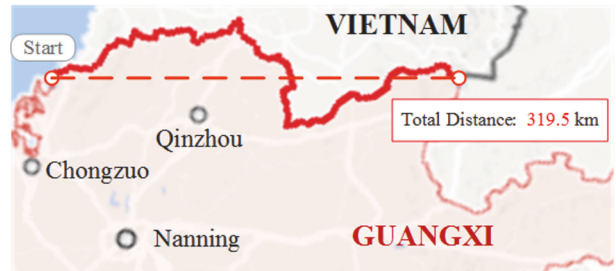 VIETNAM
Start
Total Distance: 319.5 km
Qinzhou
Chongzuo
Nanning
GUANGXI